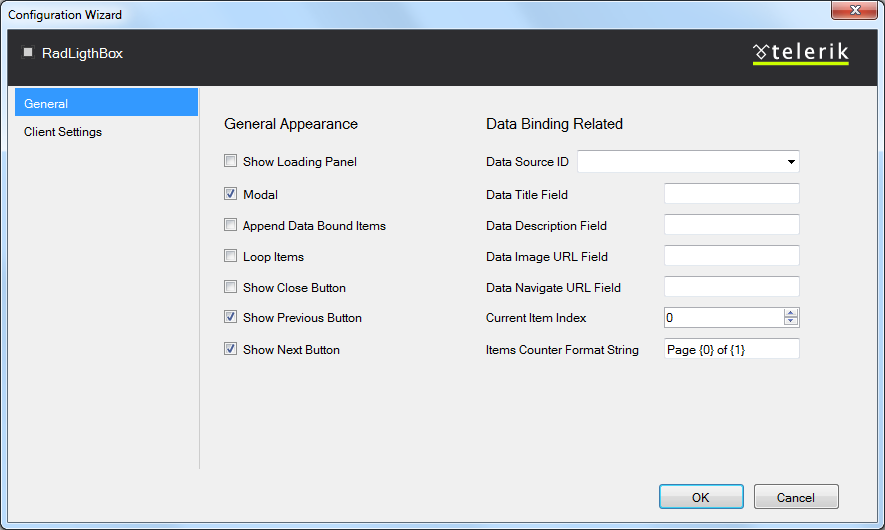 Configuration Wizard
RadLigthBox
telerik
General
Client Settings
General Appearance
Show Loading Panel
Modal
Append Data Bound Items
Loop Items
Show Close Button
Show Previous Button
Show Next Button
Data Binding Related
Data Source ID
Data Title Field
Data Description Field
Data Image URL Field
Data Navigate URL Field
Current Item Index 0
Items Counter Format String Page {0} of {1}
OK Cancel